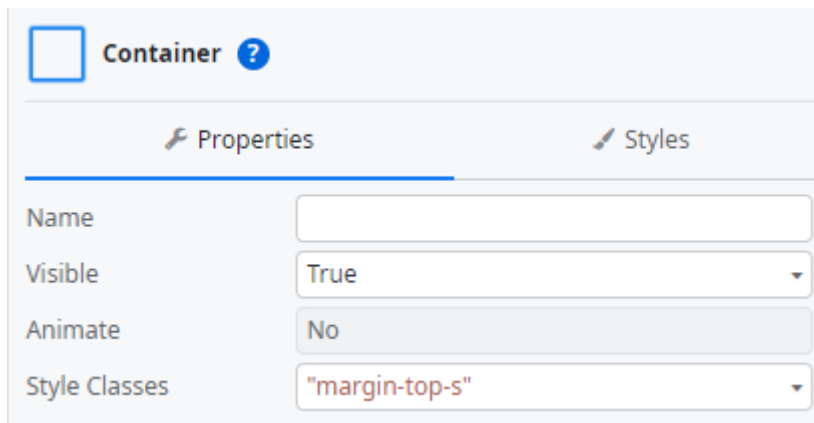 Container ?
Properties Styles
Name
Visible True
Animate No
Style Classes "margin-top-s"